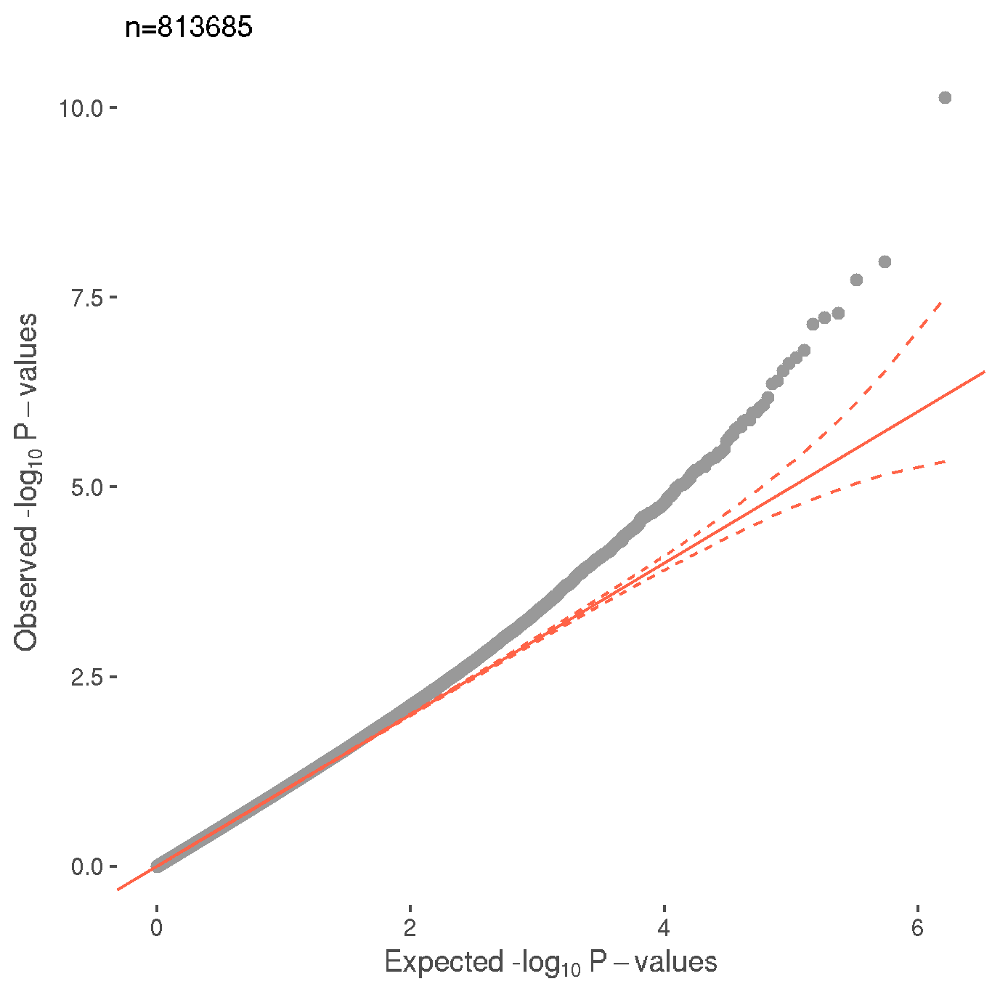 n=813685
10.0
7.5
5.0
2.5
0.0
Observed -log₁₀ P−values
0 2 4 6
Expected -log₁₀ P−values